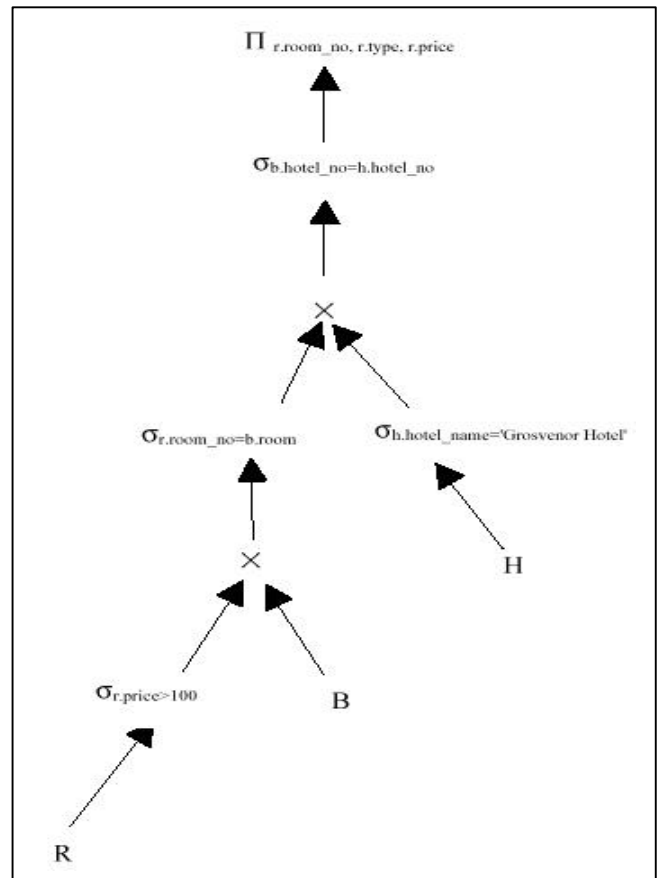 Π r.room_no, r.type, r.price
σb.hotel_no=h.hotel_no
×
σr.room_no=b.room
σh.hotel_name='Grosvenor Hotel'
×
H
σr.price>100
B
R